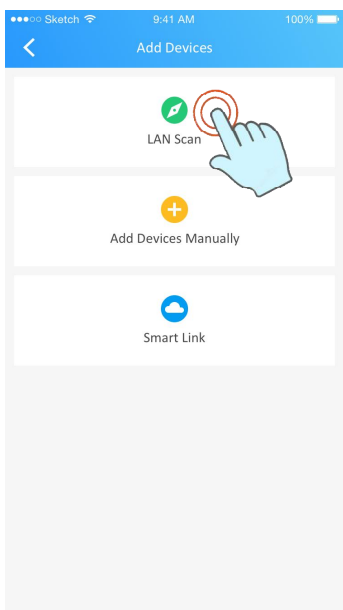 ●●●○○ Sketch 9:41 AM 100%
Add Devices
LAN Scan
Add Devices Manually
Smart Link